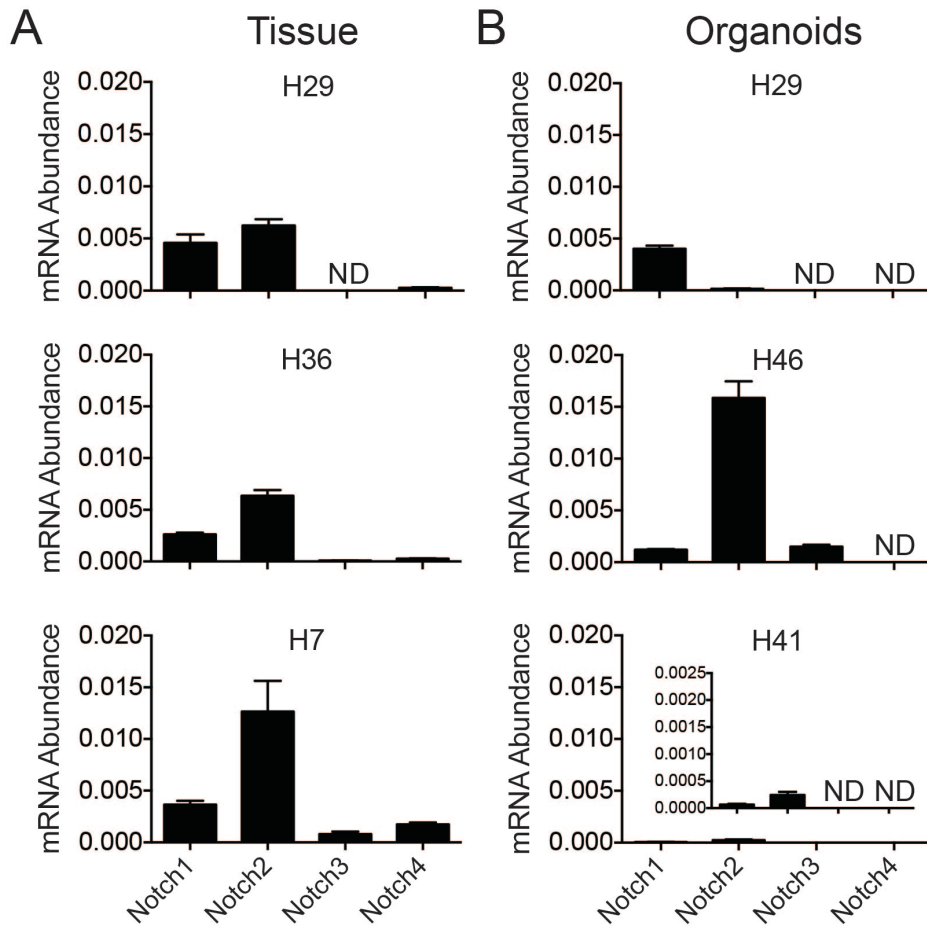 A Tissue
H29
mRNA Abundance
0.020
0.015
0.010
0.005
0.000
ND
H36
mRNA Abundance
0.020
0.015
0.010
0.005
0.000
H7
mRNA Abundance
0.020
0.015
0.010
0.005
0.000
Notch1
Notch2
Notch3
Notch4
B Organoids
H29
mRNA Abundance
0.020
0.015
0.010
0.005
0.000
ND
ND
H46
mRNA Abundance
0.020
0.015
0.010
0.005
0.000
ND
H41
mRNA Abundance
0.020
0.015
0.010
0.005
0.000
0.0025
0.0020
0.0015
0.0010
0.0005
0.0000
ND
ND
Notch1
Notch2
Notch3
Notch4